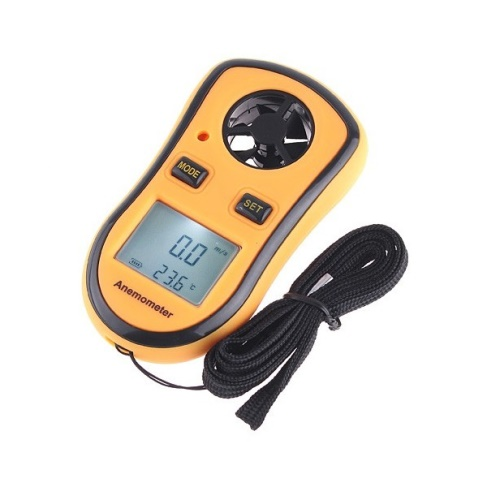 MODE
SET
0.0 m/s
23.6 °C
Anemometer